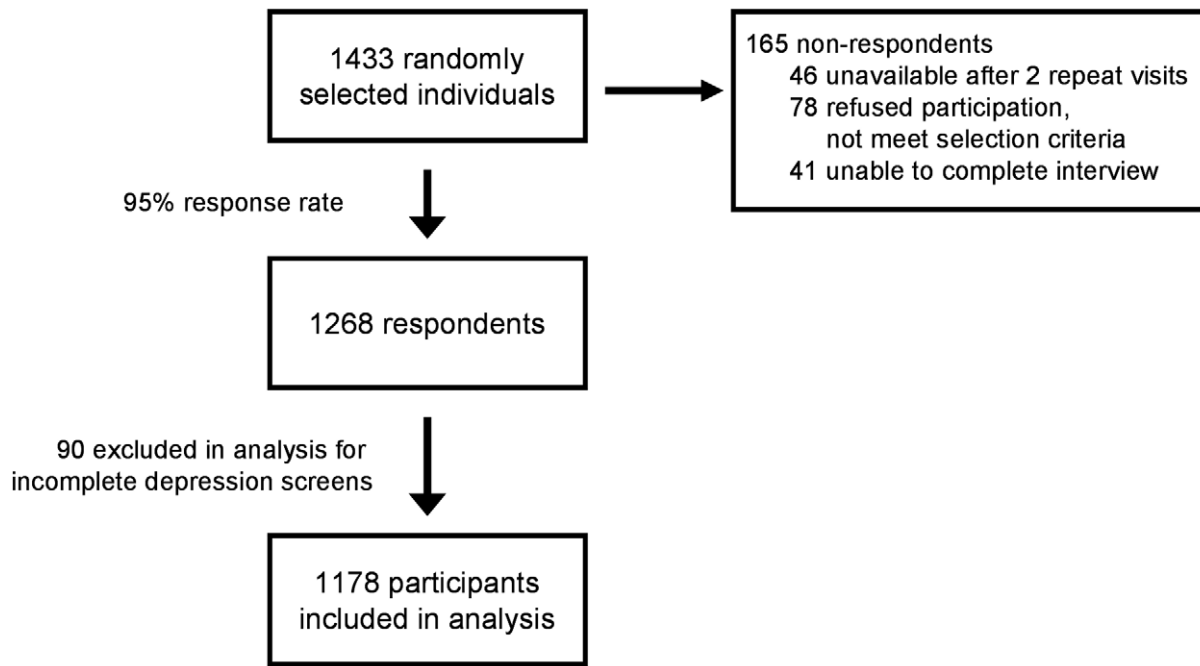 1433 randomly
selected individuals
165 non-respondents
46 unavailable after 2 repeat visits
78 refused participation,
not meet selection criteria
41 unable to complete interview
95% response rate
1268 respondents
90 excluded in analysis for
incomplete depression screens
1178 participants
included in analysis